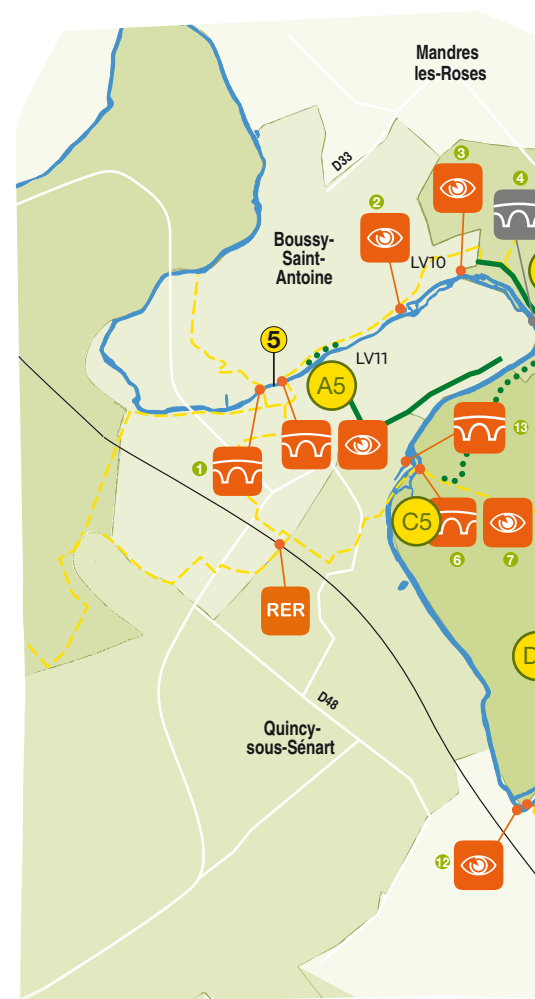 Mandres
les-Roses
D33
3
4
2
Boussy-
Saint-
Antoine
LV10
5
LV11
A5
13
1
C5
6
7
RER
D
D48
Quincy-
sous-Sénart
12